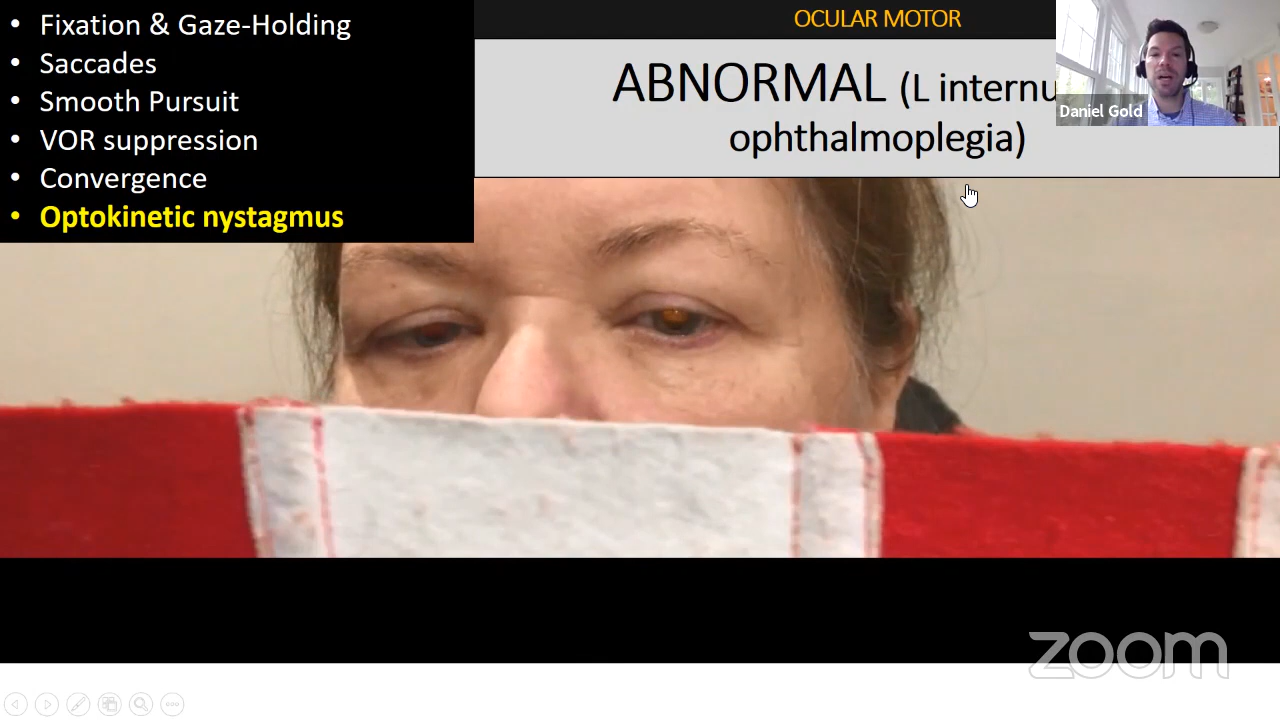 • Fixation & Gaze-Holding
• Saccades
• Smooth Pursuit
• VOR suppression
• Convergence
• Optokinetic nystagmus
OCULAR MOTOR
ABNORMAL (L internu
ophthalmoplegia)
Daniel Gold
zoom